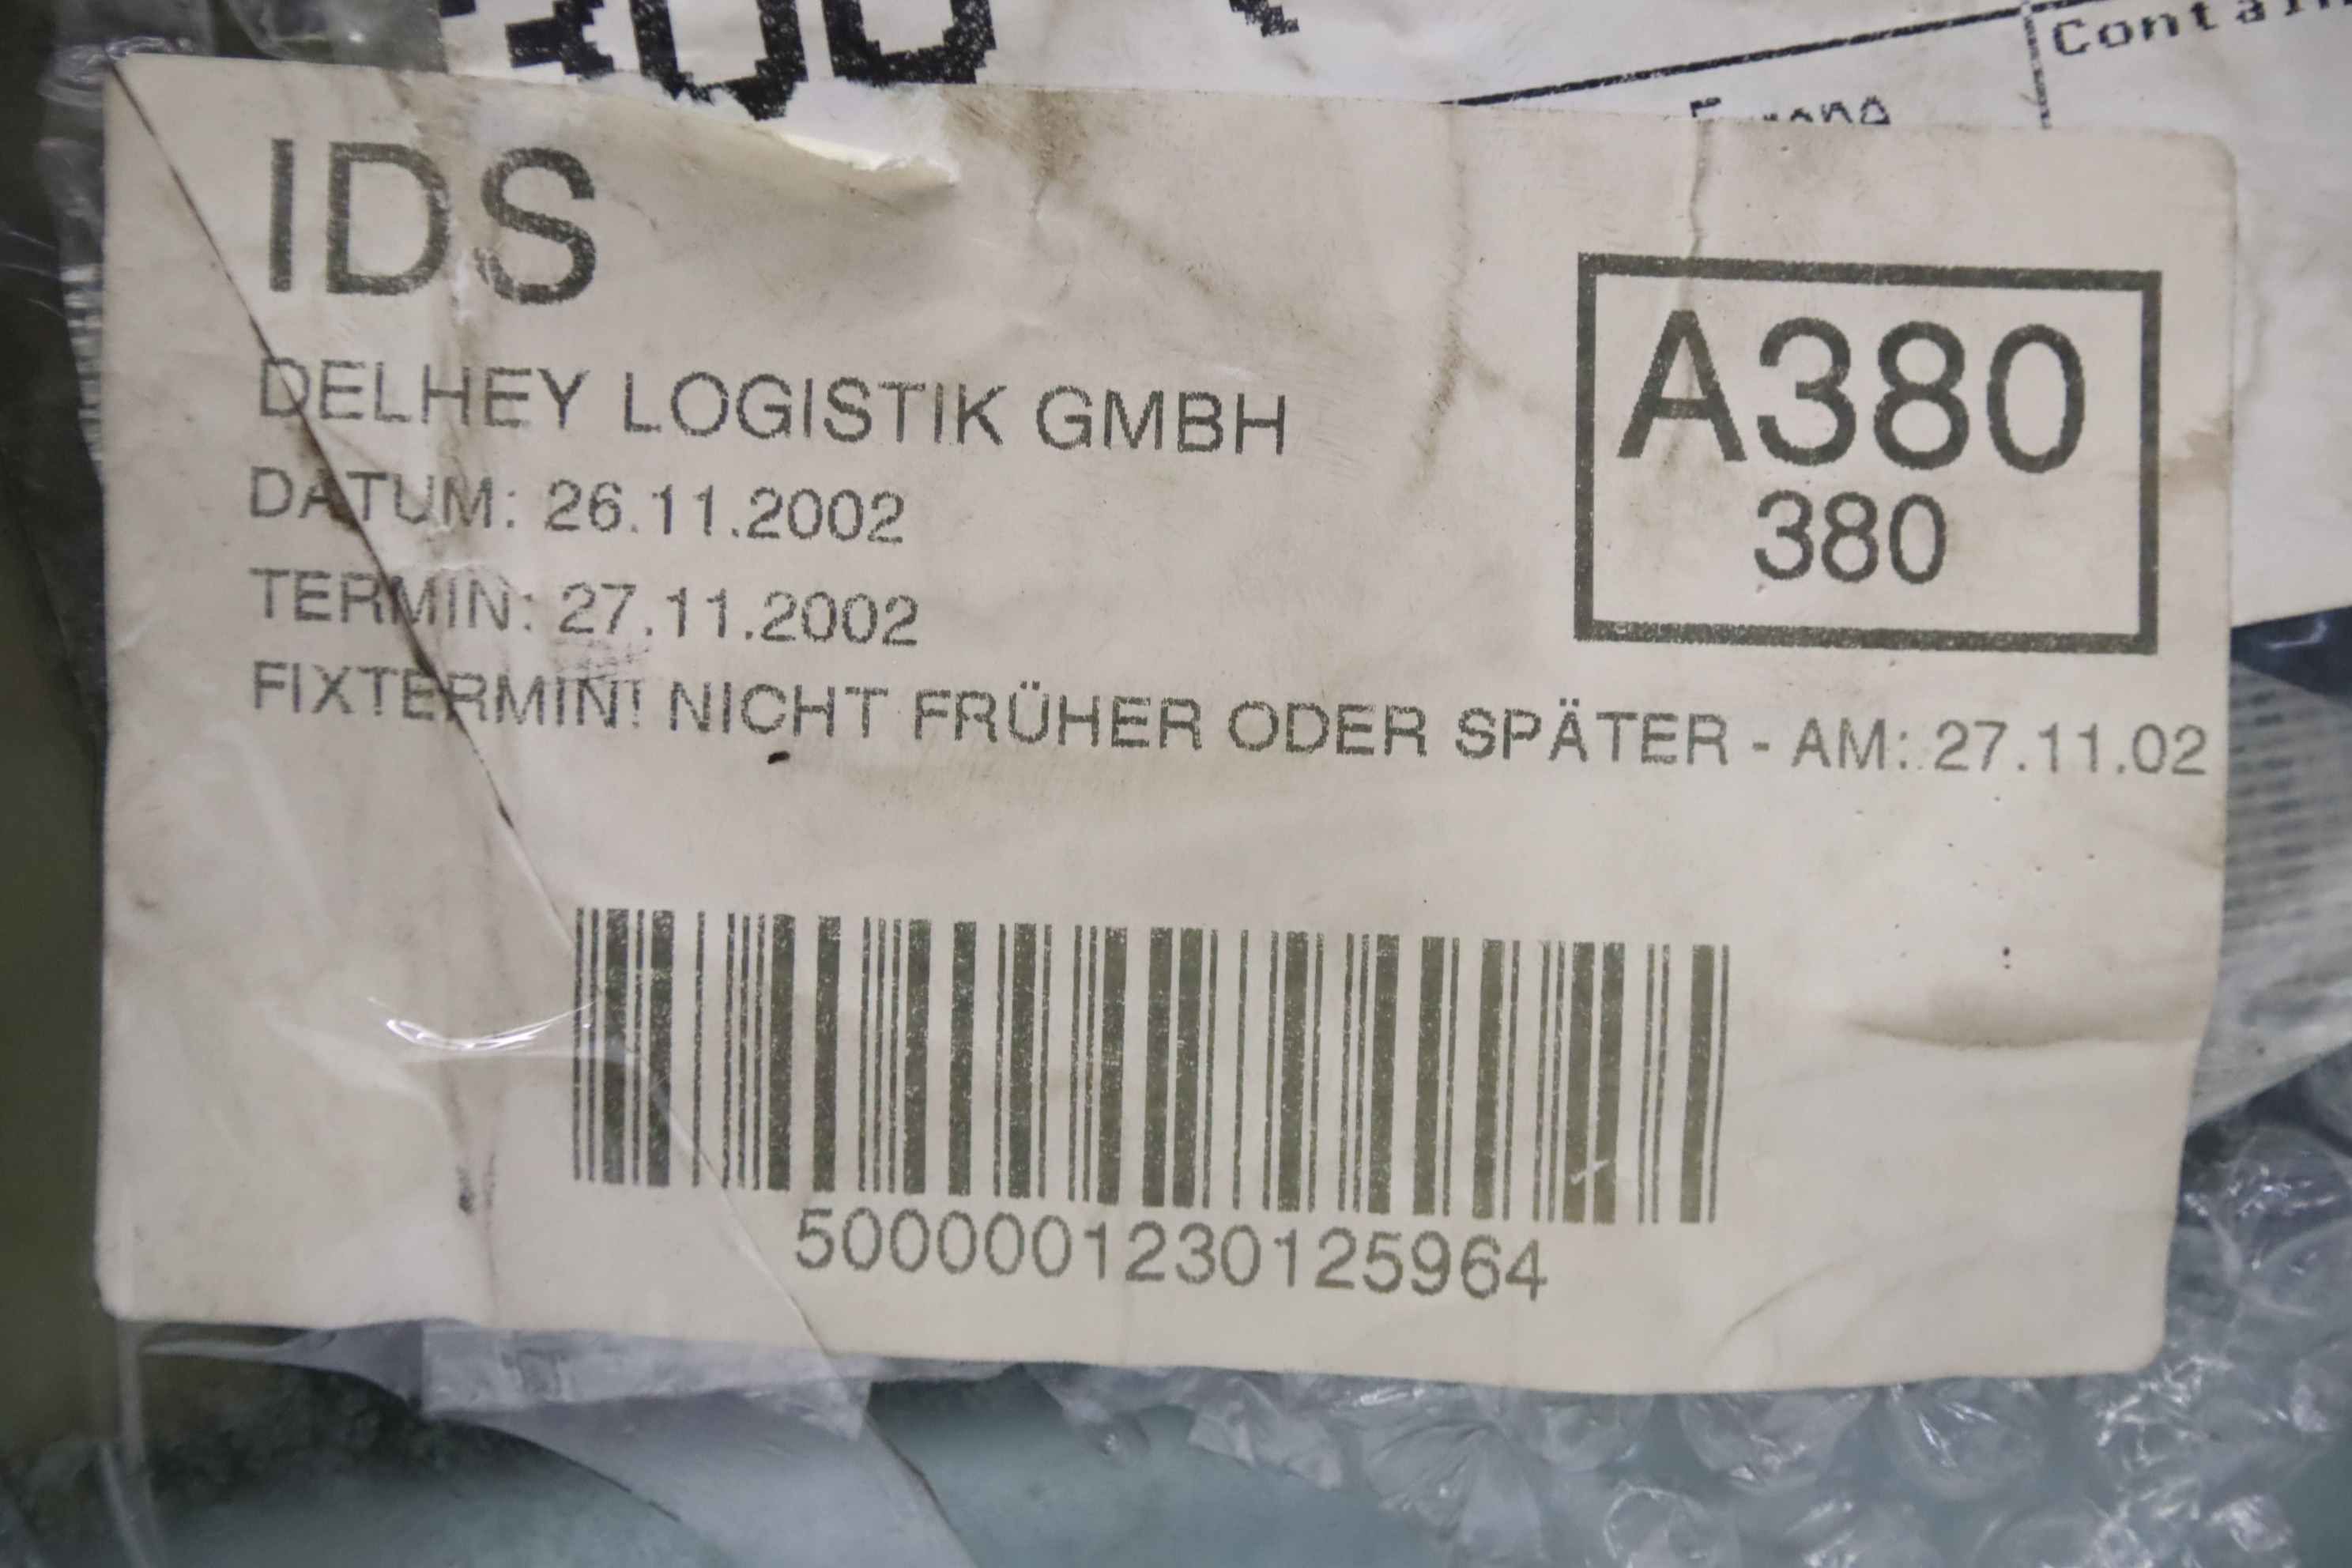 Contain
IDS
A380
380
DELHEY LOGISTIK GMBH
DATUM: 26.11.2002
TERMIN: 27.11.2002
FIXTERMIN! NICHT FRÜHER ODER SPÄTER - AM: 27.11.02
5000001230125964